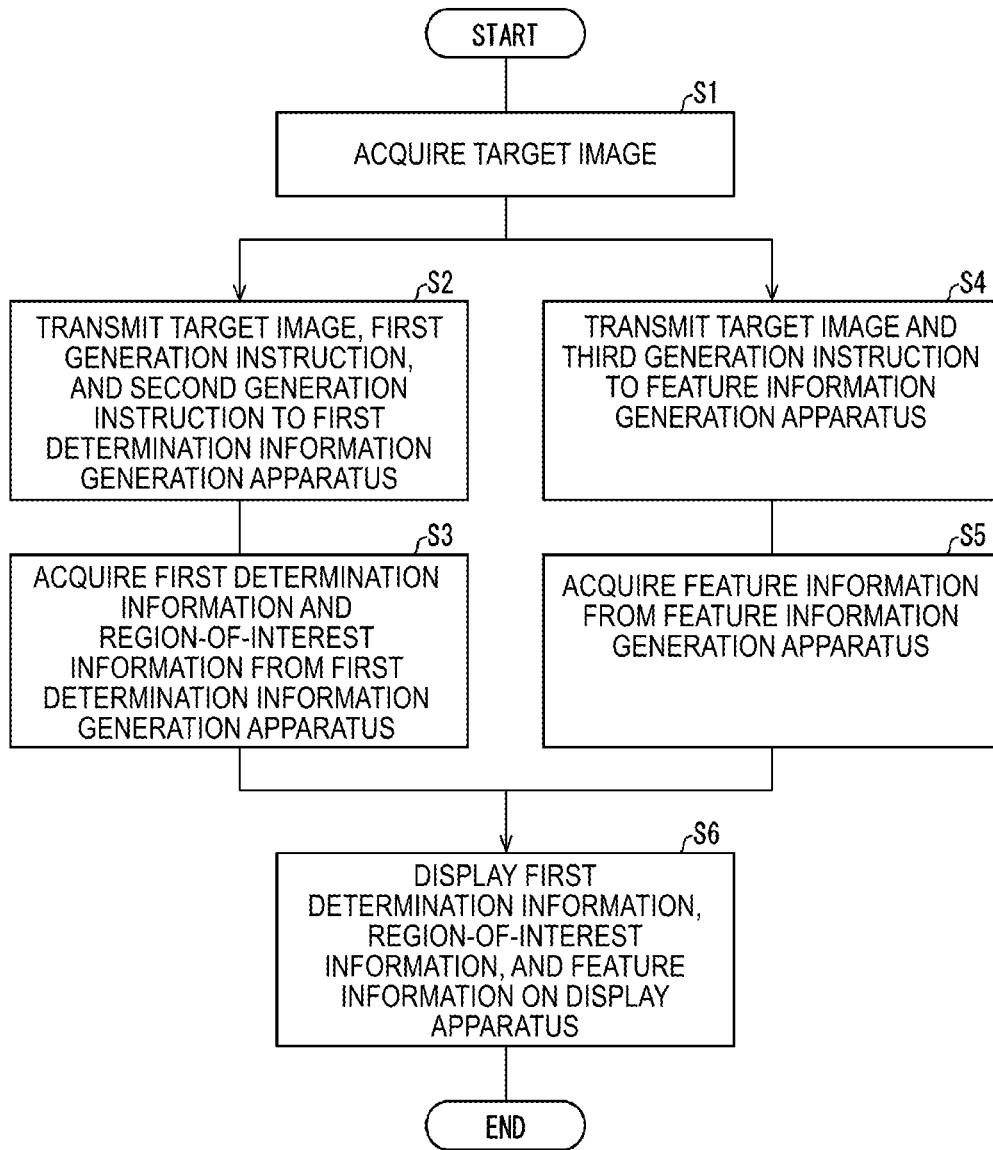 START
S1
ACQUIRE TARGET IMAGE
S2
TRANSMIT TARGET IMAGE, FIRST
GENERATION INSTRUCTION,
AND SECOND GENERATION
INSTRUCTION TO FIRST
DETERMINATION INFORMATION
GENERATION APPARATUS
S4
TRANSMIT TARGET IMAGE AND
THIRD GENERATION INSTRUCTION
TO FEATURE INFORMATION
GENERATION APPARATUS
S3
ACQUIRE FIRST DETERMINATION
INFORMATION AND
REGION-OF-INTEREST
INFORMATION FROM FIRST
DETERMINATION INFORMATION
GENERATION APPARATUS
S5
ACQUIRE FEATURE INFORMATION
FROM FEATURE INFORMATION
GENERATION APPARATUS
S6
DISPLAY FIRST
DETERMINATION INFORMATION,
REGION-OF-INTEREST
INFORMATION, AND FEATURE
INFORMATION ON DISPLAY
APPARATUS
END